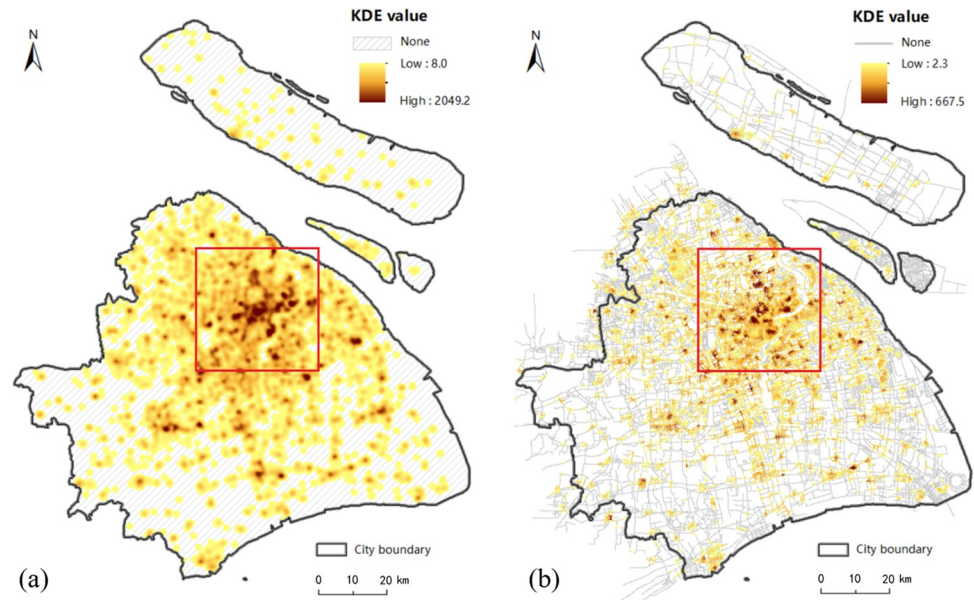 KDE value
N
None
Low : 8.0
High : 2049.2
City boundary
0 10 20 km
(a)
KDE value
N
None
Low : 2.3
High : 667.5
City boundary
0 10 20 km
(b)